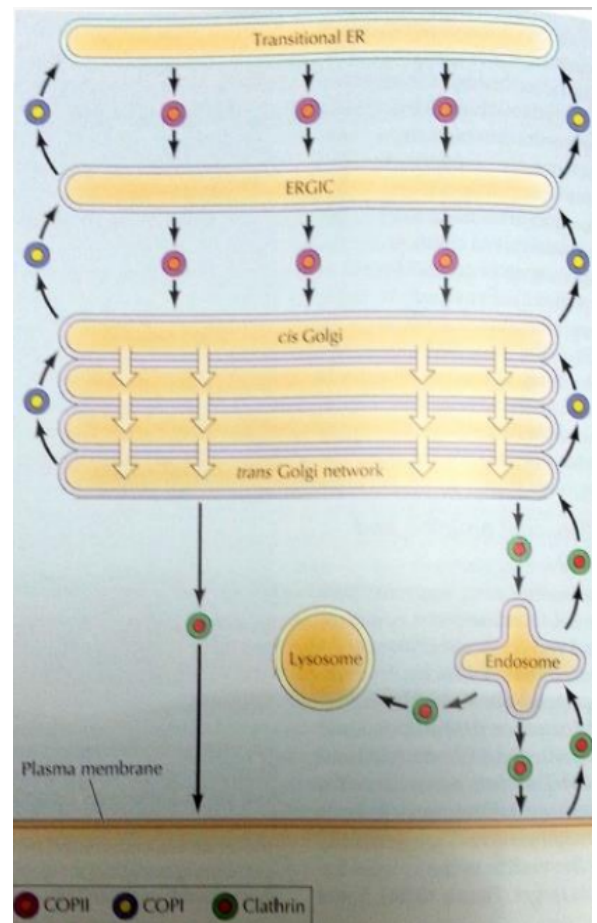 Transitional ER
ERGIC
cis Golgi
trans Golgi network
Lysosome
Endosome
Plasma membrane
COPII
COPI
Clathrin